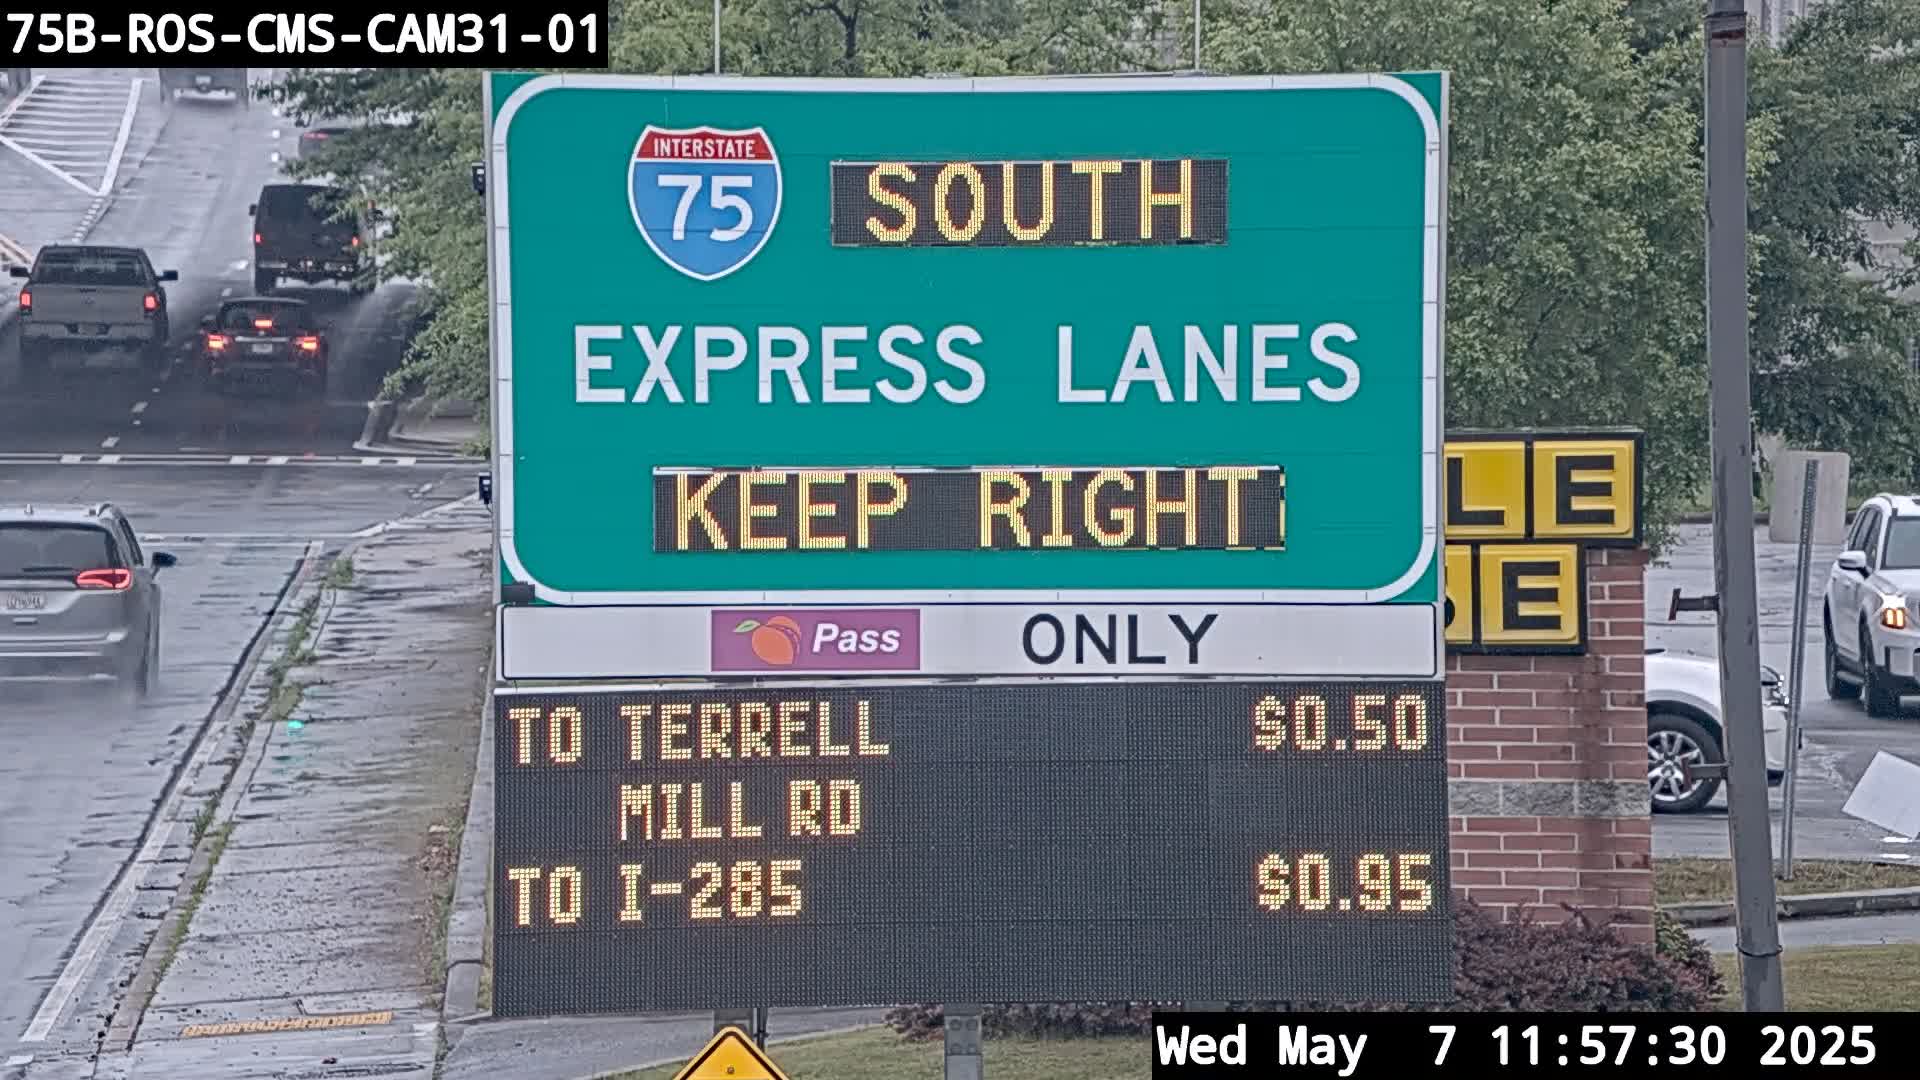 75B-ROS-CMS-CAM31-01
INTERSTATE
75
SOUTH
EXPRESS LANES
KEEP RIGHT
Pass ONLY
TO TERRELL $0.50
MILL RD
TO I-285 $0.95
LE
E
Wed May 7 11:57:30 2025